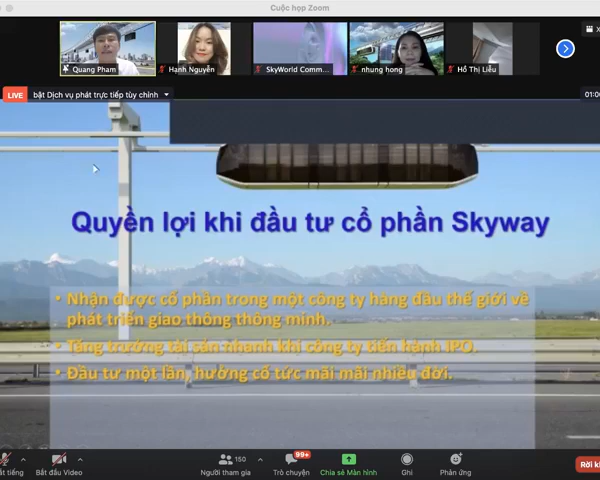 Cuộc họp Zoom
Quang Pham
Hạnh Nguyễn
SkyWorld Comm...
nhung hong
Hồ Thị Liễu
LIVE
bật Dịch vụ phát trực tiếp tùy chỉnh
Quyền lợi khi đầu tư cổ phần Skyway
• Nhận được cổ phần trong một công ty hàng đầu thế giới về
phát triển giao thông thông minh.
• Tăng trưởng tài sản nhanh khi công ty tiến hành IPO.
• Đầu tư một lần, hưởng cổ tức mãi mãi nhiều đời.
Bắt đầu Video
150
Người tham gia
99+
Trò chuyện
Chia sẻ Màn hình
Ghi
Phản ứng